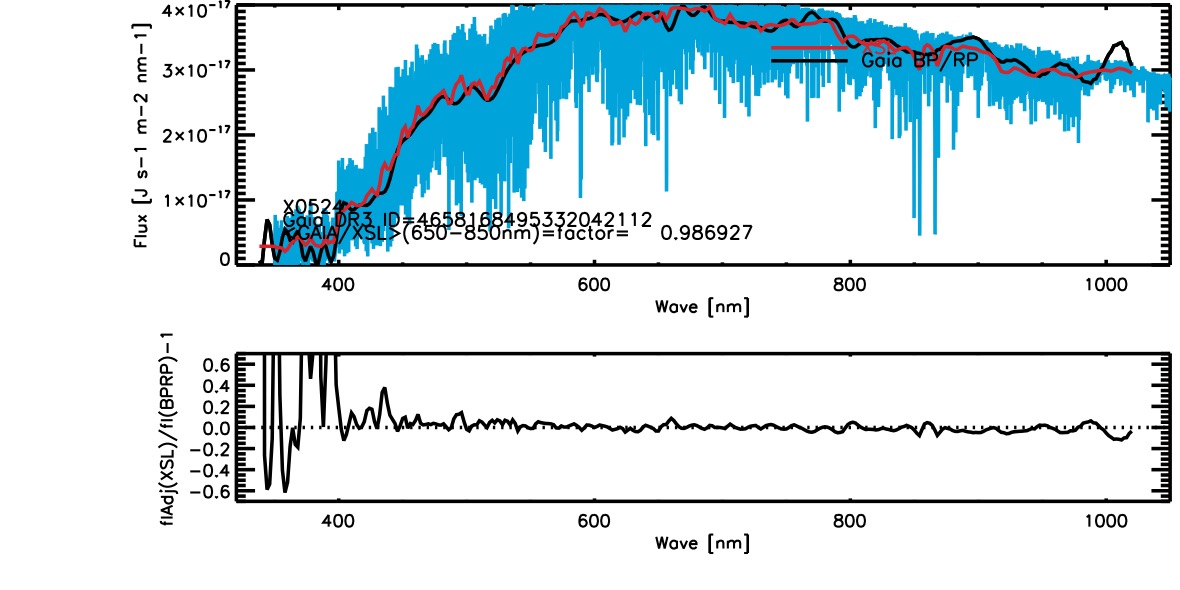 4×10−17
3×10−17
2×10−17
1×10−17
0
Flux [J s−1 m−2 nm−1]
XSL
Gaia BP/RP
X0524
Gaia DR3 ID=4658168495332042112
<GAIA/XSL>(650−850nm)=factor= 0.986927
400 600 800 1000
Wave [nm]
0.6
0.4
0.2
0.0
−0.2
−0.4
−0.6
flAdj(XSL)/fl(BPRP)−1
400 600 800 1000
Wave [nm]